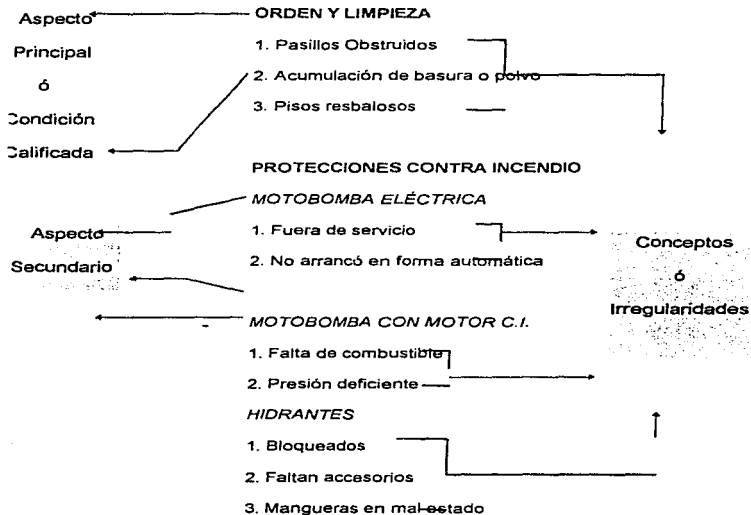 Aspecto
Principal
ó
Condición
Calificada
ORDEN Y LIMPIEZA
1. Pasillos Obstruidos
2. Acumulación de basura o polvo
3. Pisos resbalosos
PROTECCIONES CONTRA INCENDIO
MOTOBOMBA ELÉCTRICA
1. Fuera de servicio
2. No arrancó en forma automática
Aspecto
Secundario
MOTOBOMBA CON MOTOR C.I.
1. Falta de combustible
2. Presión deficiente
HIDRANTES
1. Bloqueados
2. Faltan accesorios
3. Mangueras en mal estado
Conceptos
ó
Irregularidades